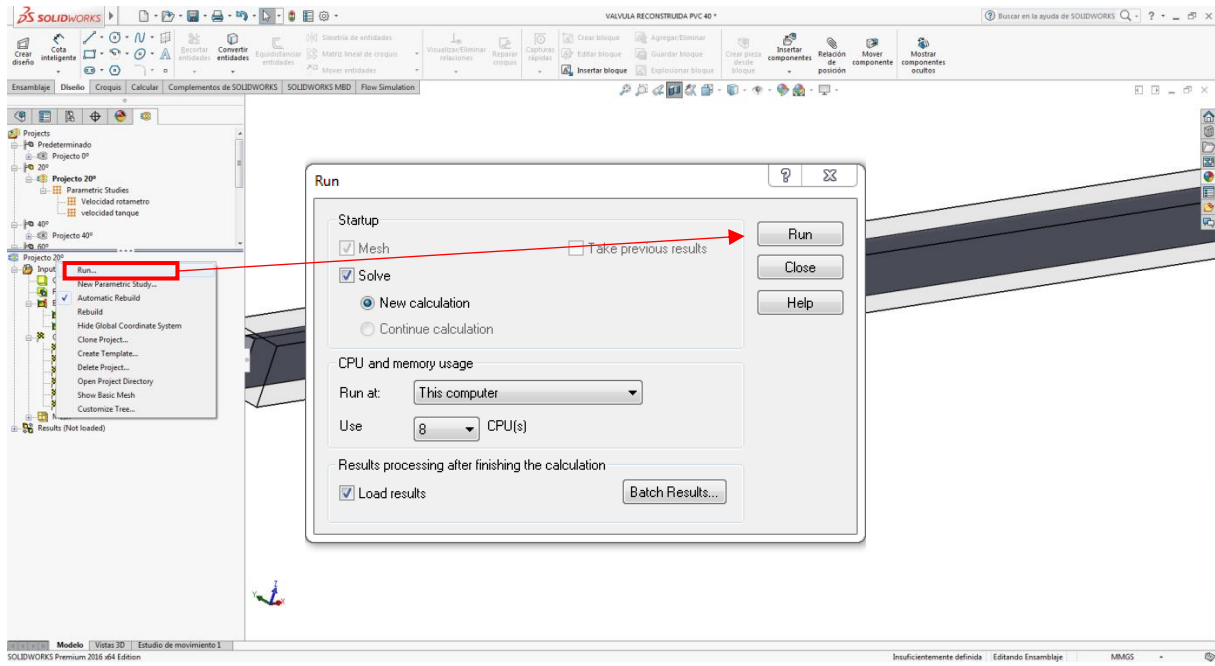 SOLIDWORKS
VALVULA RECONSTRUIDA PVC 40 *
Buscar en la ayuda de SOLIDWORKS
Crear diseño
Cota inteligente
Recortar entidades
Convertir entidades
Equidistanciar entidades
Simetría de entidades
Matriz lineal de croquis
Mover entidades
Visualizar/Eliminar relaciones
Reparar croquis
Capturas rápidas
Crear bloque
Editar bloque
Insertar bloque
Agregar/Eliminar
Guardar bloque
Explosionar bloque
Crear pieza desde bloque
Insertar componentes
Relación de posición
Mover componente
Mostrar componentes ocultos
Ensamblaje Diseño Croquis Calcular Complementos de SOLIDWORKS SOLIDWORKS MBD Flow Simulation
Projects
Predeterminado
Projecto 0º
20º
Projecto 20º
Parametric Studies
Velocidad rotametro
velocidad tanque
40º
Projecto 40º
60º
Projecto 20º
Input
Run...
New Parametric Study...
Automatic Rebuild
Rebuild
Hide Global Coordinate System
Clone Project...
Create Template...
Delete Project...
Open Project Directory
Show Basic Mesh
Customize Tree...
Results (Not loaded)
Run
Startup
Mesh
Take previous results
Solve
New calculation
Continue calculation
Run
Close
Help
CPU and memory usage
Run at: This computer
Use 8 CPU(s)
Results processing after finishing the calculation
Load results
Batch Results...
Y
Z
X
Modelo Vistas 3D Estudio de movimiento 1
SOLIDWORKS Premium 2016 x64 Edition
Insuficientemente definida Editando Ensamblaje MMGS